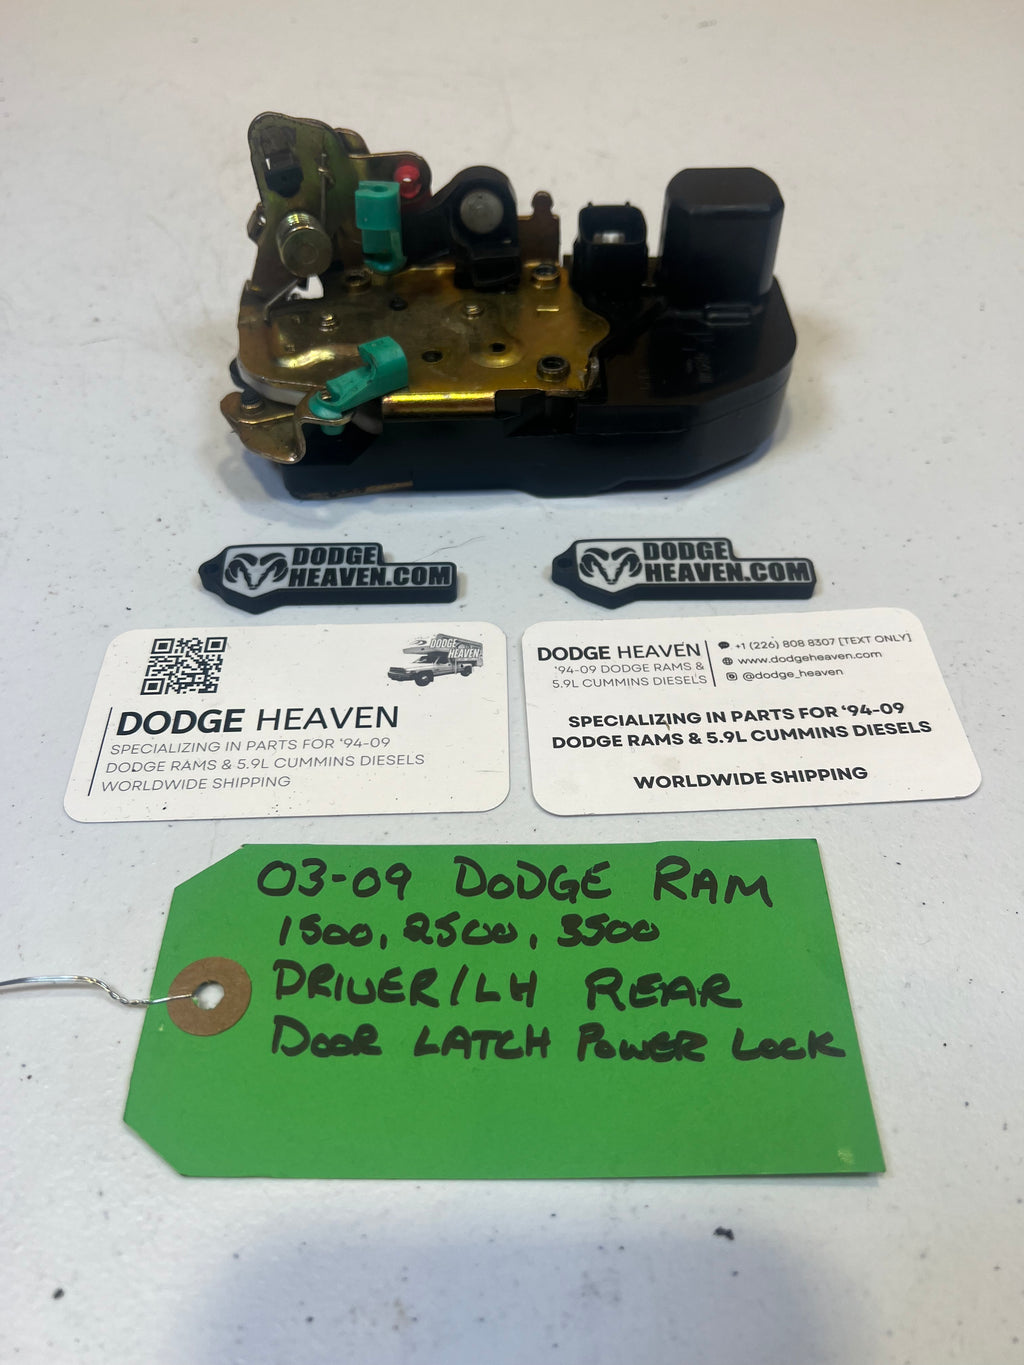 DODGE
HEAVEN.COM
DODGE
HEAVEN.COM
DODGE
HEAVEN
DODGE HEAVEN
SPECIALIZING IN PARTS FOR '94-09
DODGE RAMS & 5.9L CUMMINS DIESELS
WORLDWIDE SHIPPING
DODGE HEAVEN
'94-09 DODGE RAMS &
5.9L CUMMINS DIESELS
+1 (226) 808 8307 [TEXT ONLY]
www.dodgeheaven.com
@dodge_heaven
SPECIALIZING IN PARTS FOR '94-09
DODGE RAMS & 5.9L CUMMINS DIESELS
WORLDWIDE SHIPPING
03-09 DODGE RAM
1500, 2500, 3500
DRIVER/LH REAR
DOOR LATCH POWER LOCK